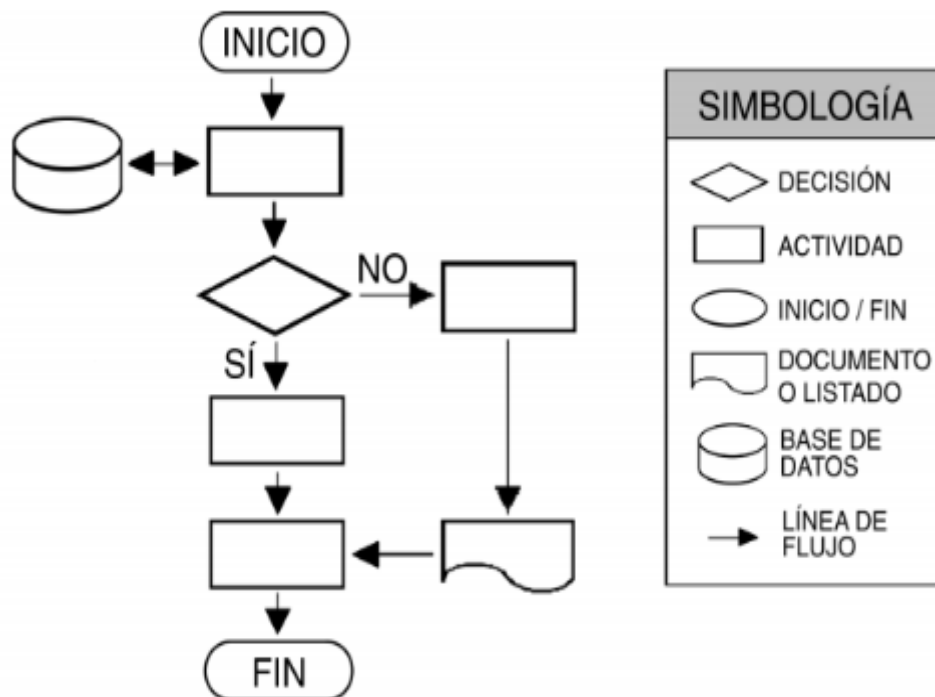 INICIO
NO
SÍ
FIN
SIMBOLOGÍA
DECISIÓN
ACTIVIDAD
INICIO / FIN
DOCUMENTO
O LISTADO
BASE DE
DATOS
LÍNEA DE
FLUJO